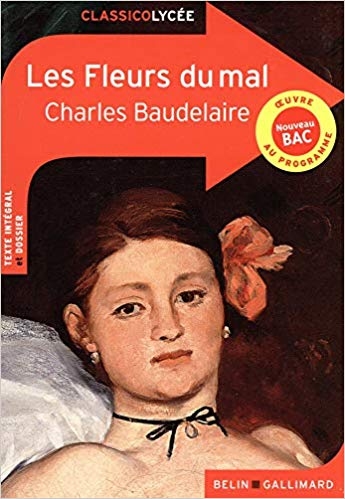 CLASSICOLYCÉE
Les Fleurs du mal
Charles Baudelaire
ŒUVRE
Nouveau
BAC
AU PROGRAMME
TEXTE INTÉGRAL
et DOSSIER
BELIN ■ GALLIMARD